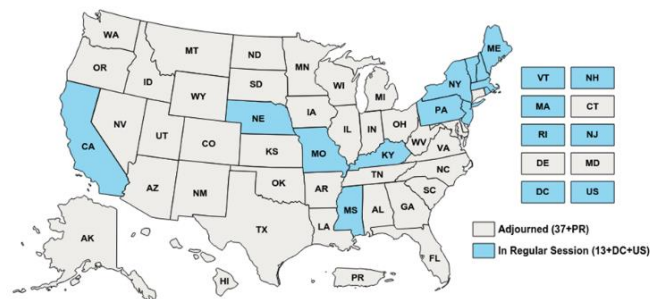 WA
MT
ND
MN
ME
OR
ID
SD
WI
MI
NY
WY
NE
IA
PA
NV
UT
CO
IL
IN
OH
CA
KS
MO
KY
WV
VA
AZ
NM
OK
AR
TN
NC
SC
MS
AL
GA
TX
LA
AK
HI
PR
FL
VT NH
MA CT
RI NJ
DE MD
DC US
Adjourned (37+PR)
In Regular Session (13+DC+US)